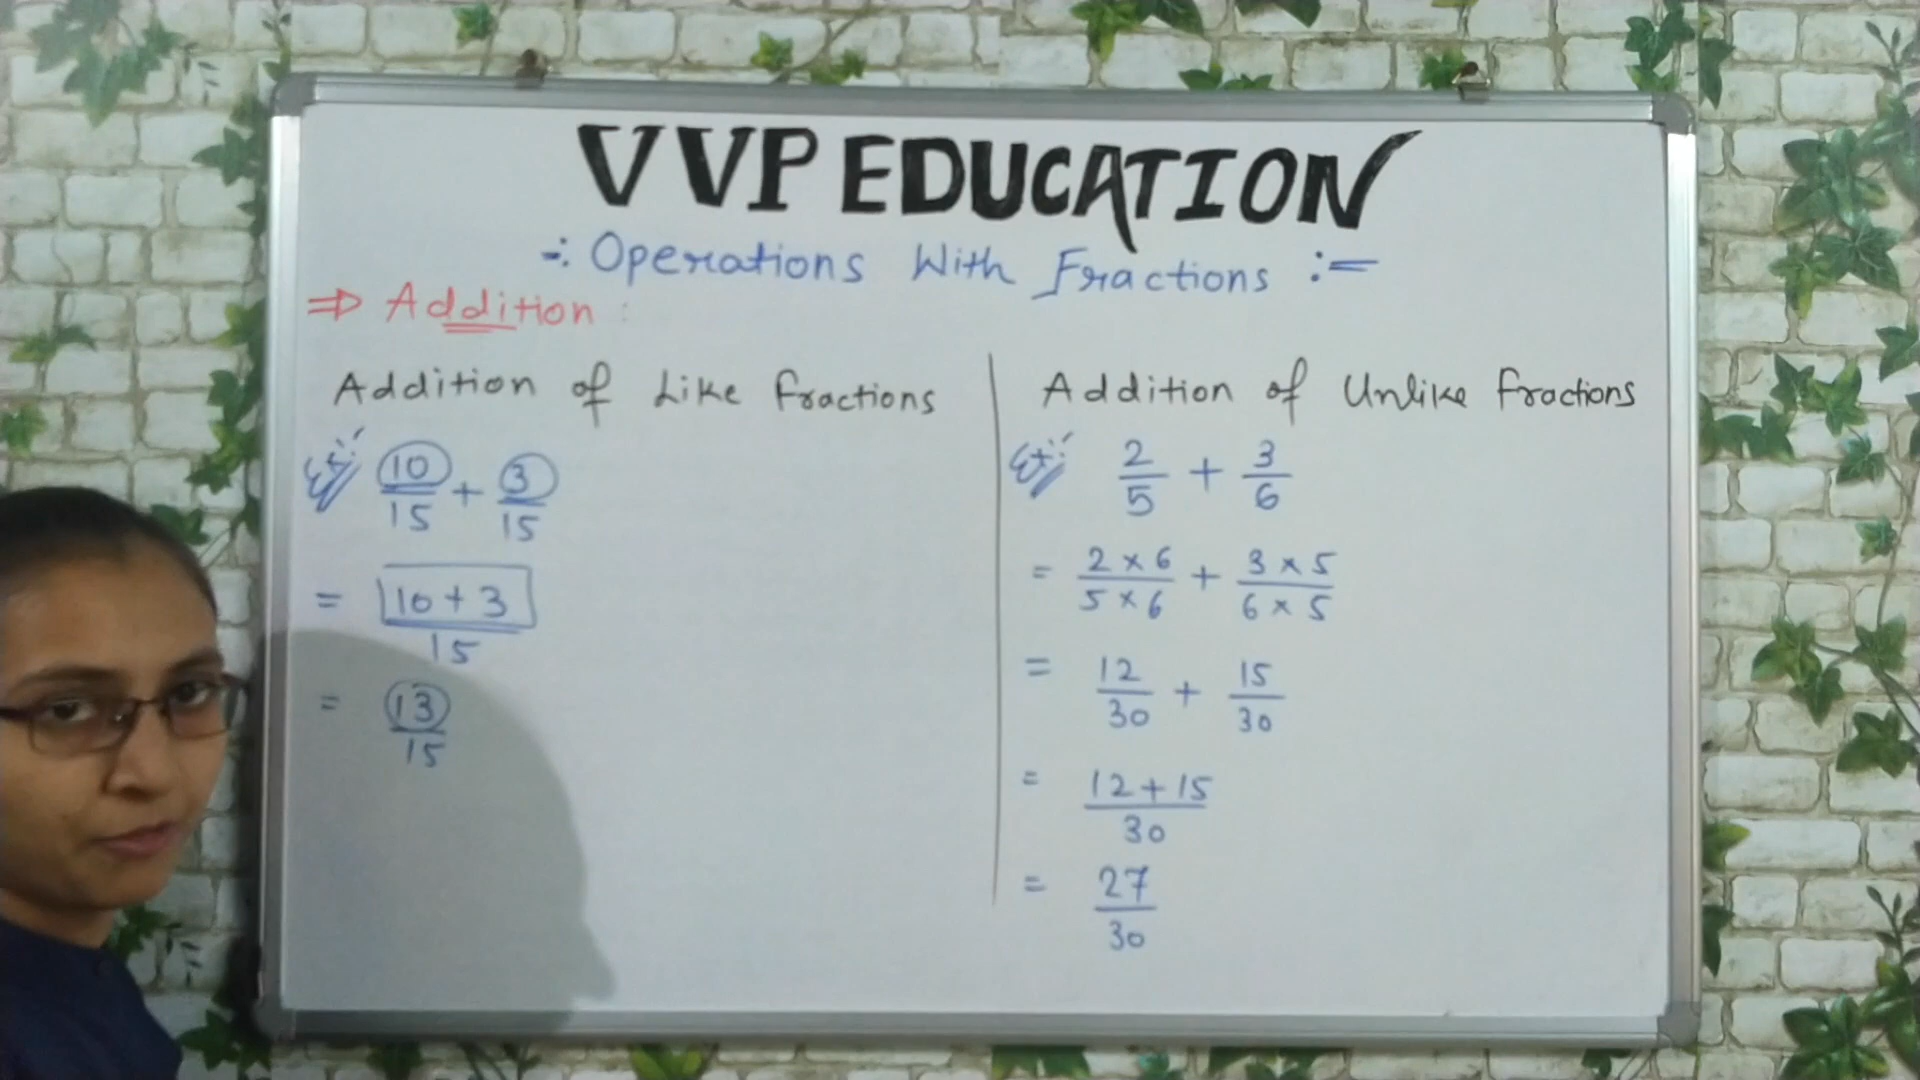 VVP EDUCATION
-: Operations With Fractions :-
⇒ Addition :
Addition of Like fractions
Ex: 10/15 + 3/15
= 10 + 3 / 15
= 13/15
Addition of Unlike fractions
Ex: 2/5 + 3/6
= 2 × 6 / 5 × 6 + 3 × 5 / 6 × 5
= 12/30 + 15/30
= 12 + 15 / 30
= 27/30